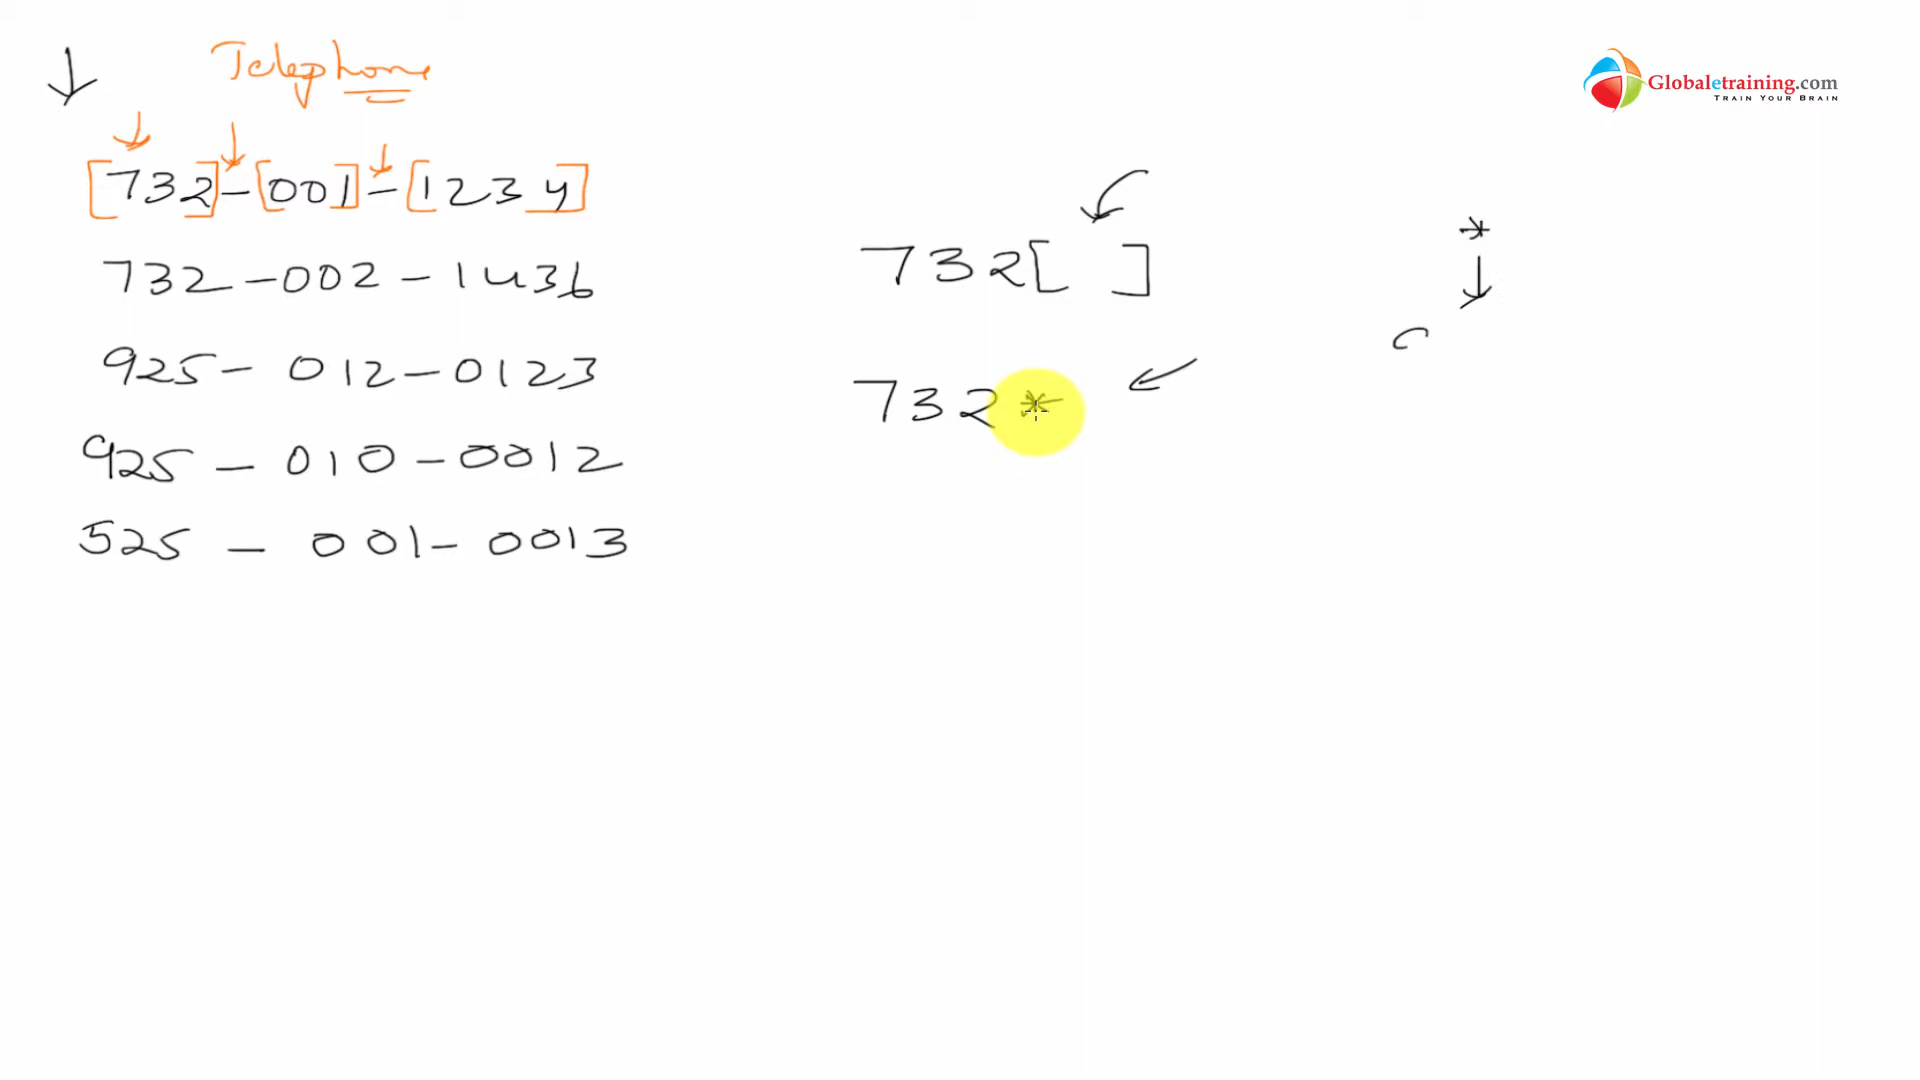 Telephone
[732]-[001]-[1234]
732-002-1436
925-012-0123
925-010-0012
525-001-0013
732[ ]
732*
*
Globaletraining.com
TRAIN YOUR BRAIN